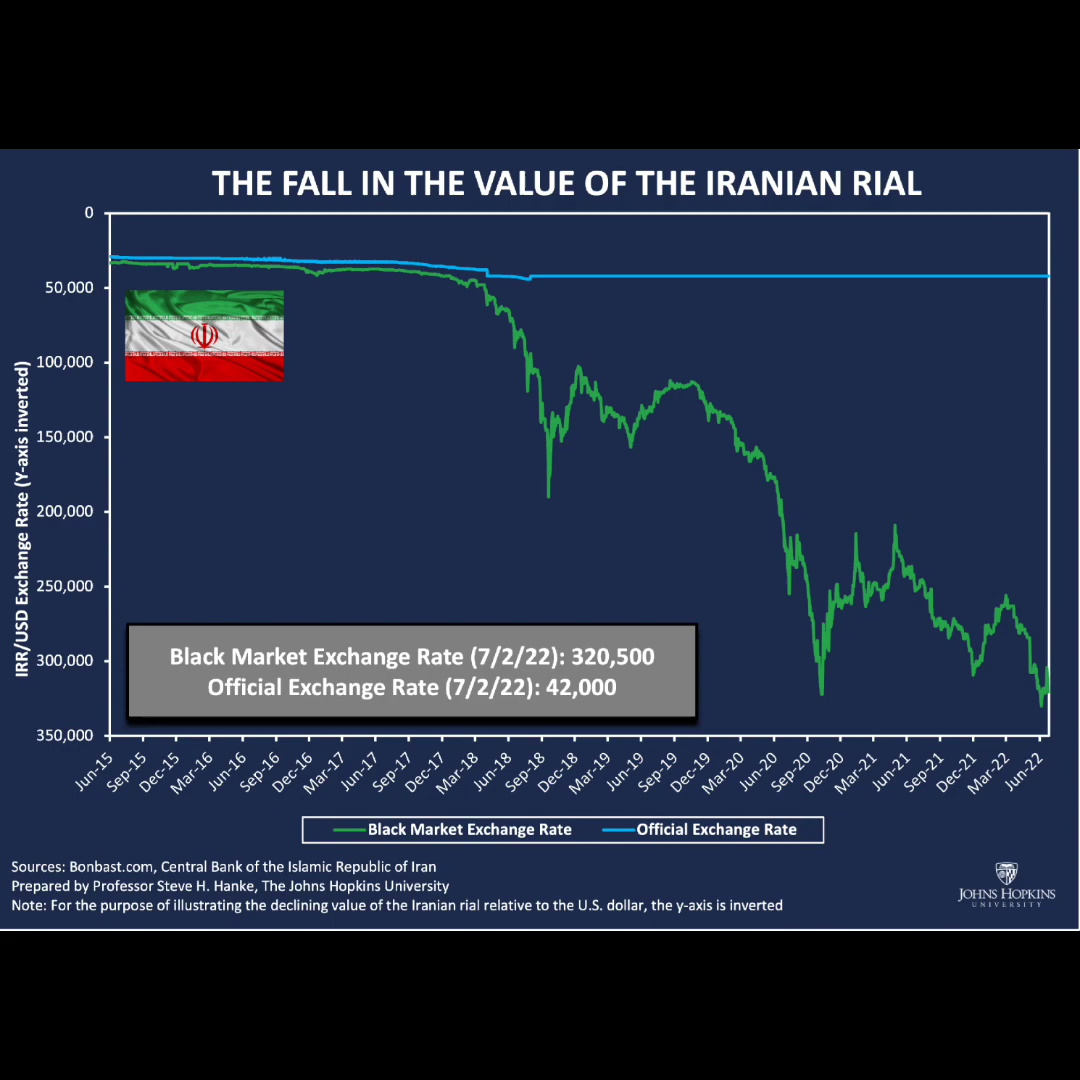 THE FALL IN THE VALUE OF THE IRANIAN RIAL
IRR/USD Exchange Rate (Y-axis inverted)
0
50,000
100,000
150,000
200,000
250,000
300,000
350,000
Black Market Exchange Rate (7/2/22): 320,500
Official Exchange Rate (7/2/22): 42,000
Jun-15 Sep-15 Dec-15 Mar-16 Jun-16 Sep-16 Dec-16 Mar-17 Jun-17 Sep-17 Dec-17 Mar-18 Jun-18 Sep-18 Dec-18 Mar-19 Jun-19 Sep-19 Dec-19 Mar-20 Jun-20 Sep-20 Dec-20 Mar-21 Jun-21 Sep-21 Dec-21 Mar-22 Jun-22
Black Market Exchange Rate Official Exchange Rate
Sources: Bonbast.com, Central Bank of the Islamic Republic of Iran
Prepared by Professor Steve H. Hanke, The Johns Hopkins University
Note: For the purpose of illustrating the declining value of the Iranian rial relative to the U.S. dollar, the y-axis is inverted
JOHNS HOPKINS
UNIVERSITY